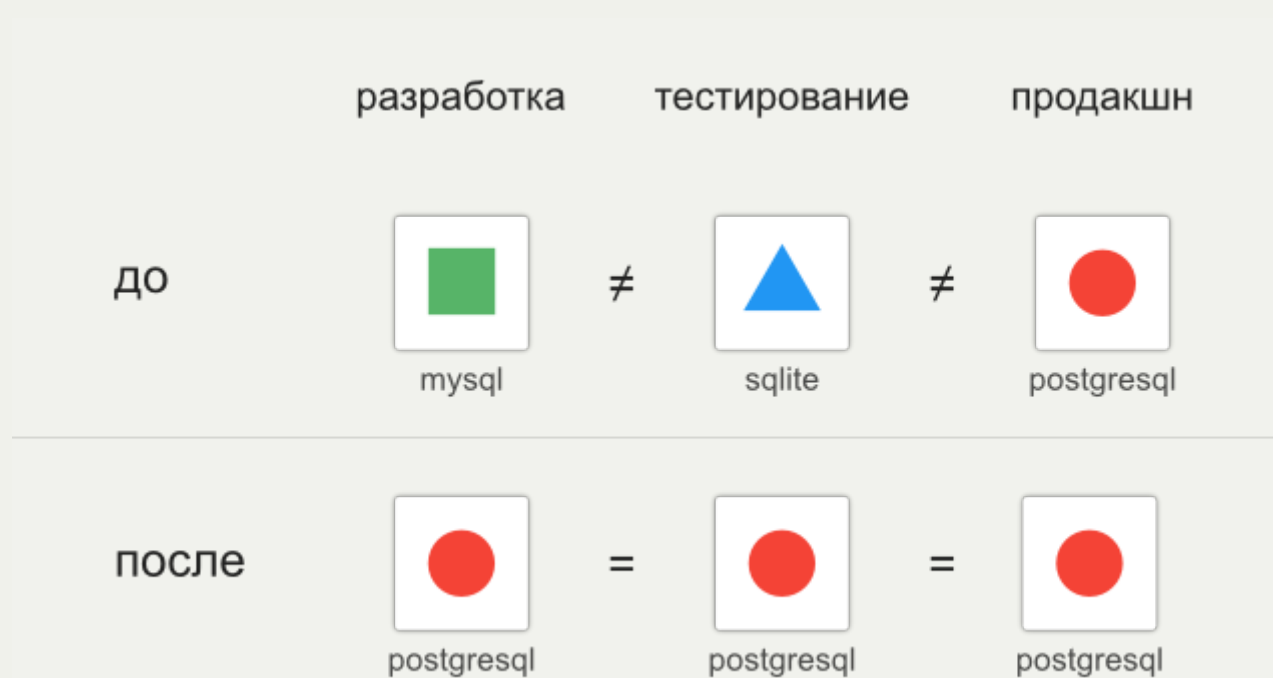 разработка тестирование продакшн
до ≠ ≠
mysql sqlite postgresql
после = =
postgresql postgresql postgresql